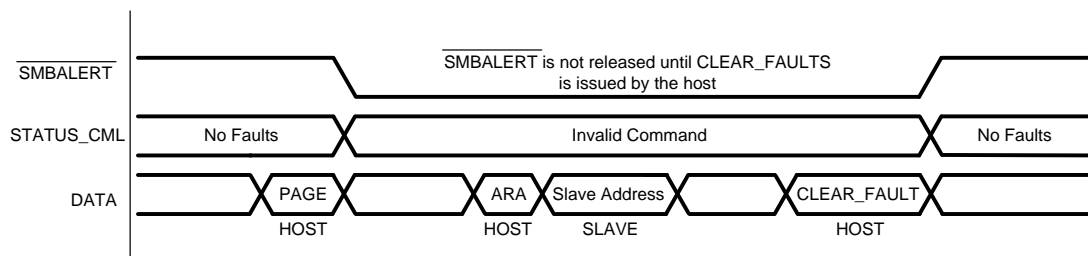 SMBALERT
SMBALERT is not released until CLEAR_FAULTS
is issued by the host
STATUS_CML
No Faults
Invalid Command
No Faults
DATA
PAGE
ARA
Slave Address
CLEAR_FAULT
HOST
HOST
SLAVE
HOST